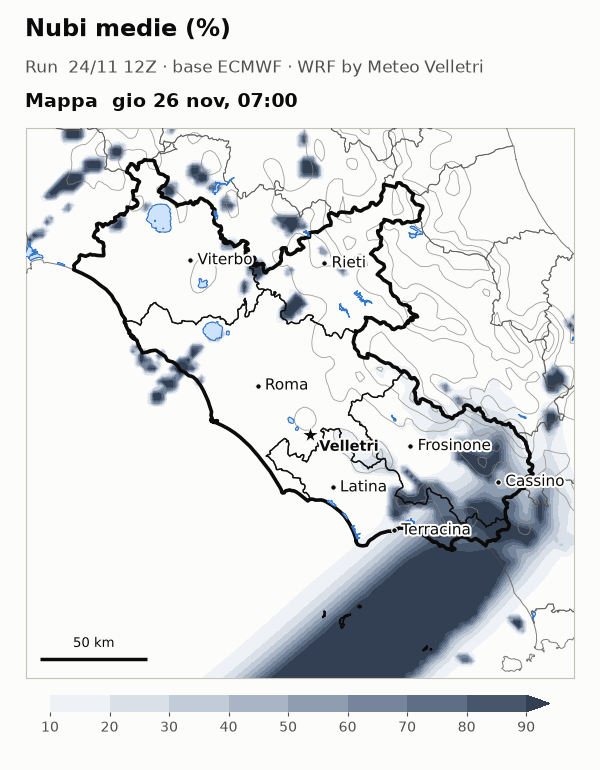 Nubi medie (%)
Run  24/11 12Z · base ECMWF · WRF by Meteo Velletri
Mappa  gio 26 nov, 07:00
Viterbo
Rieti
Roma
Velletri
Frosinone
Latina
Cassino
Terracina
50 km
10 20 30 40 50 60 70 80 90